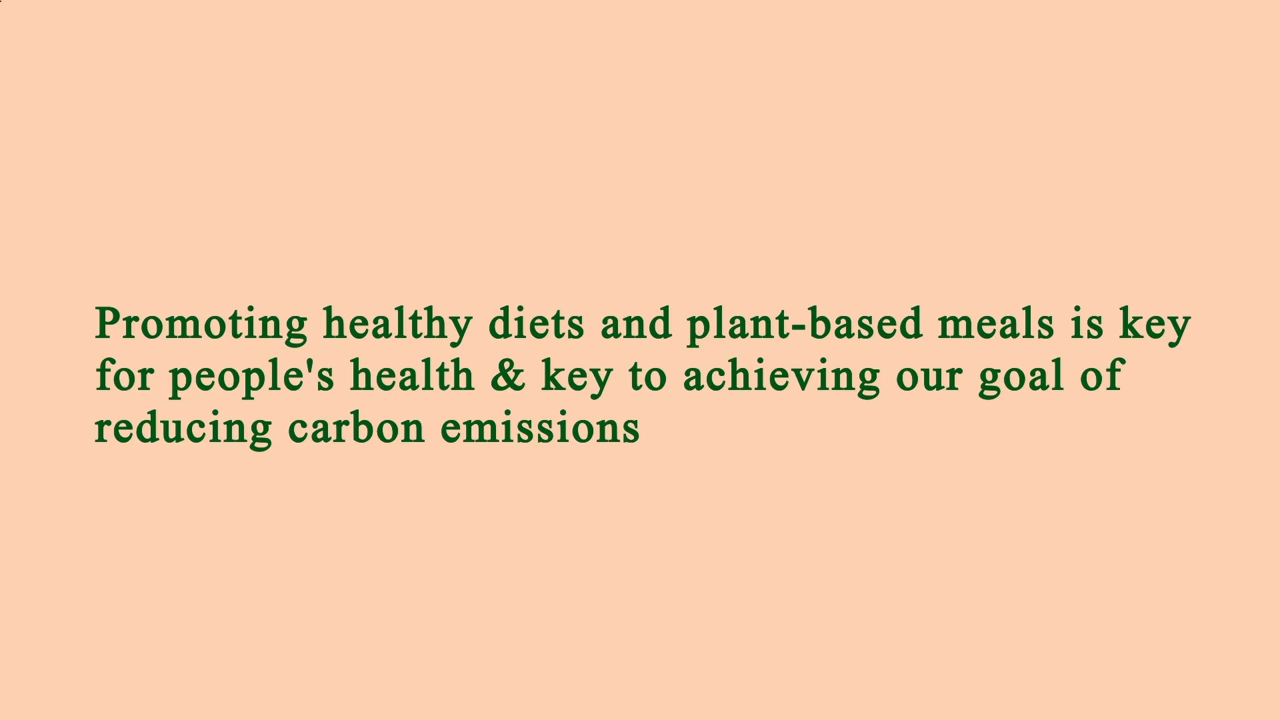 Promoting healthy diets and plant-based meals is key
for people's health & key to achieving our goal of
reducing carbon emissions